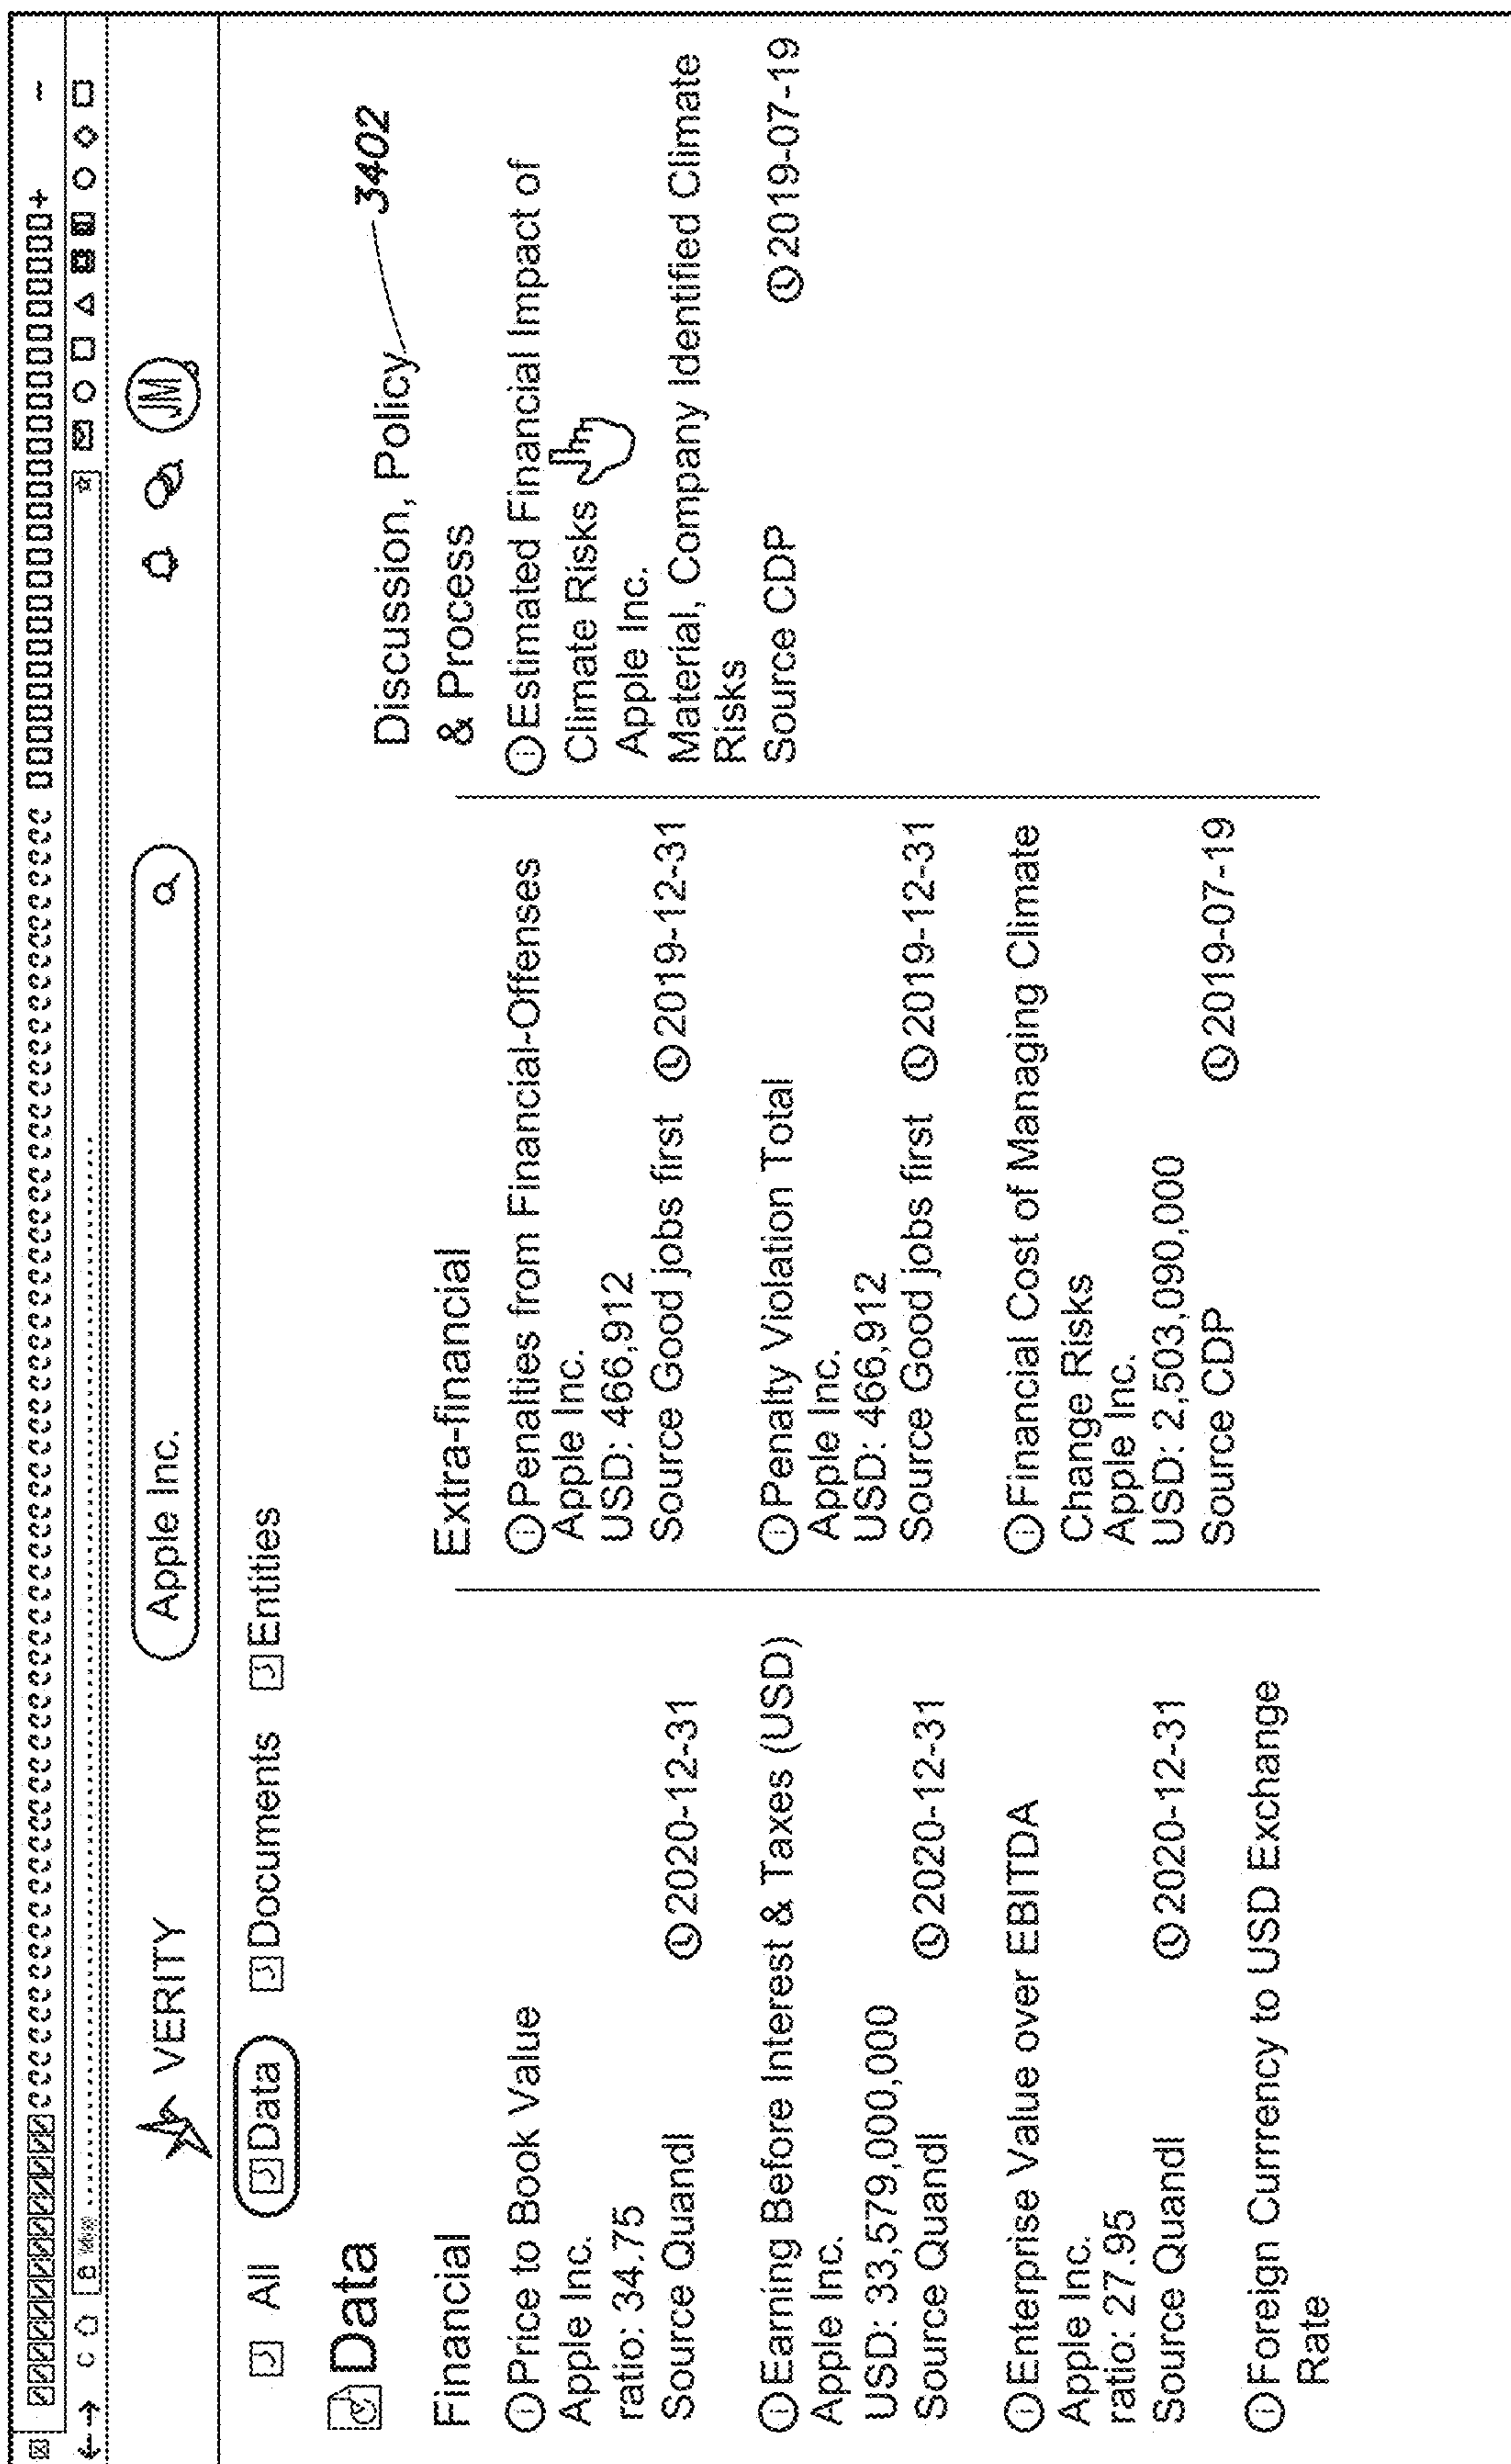 VERITY
Apple Inc.
JM
All
Data
Documents
Entities
Data
Financial
Price to Book Value
Apple Inc.
ratio: 34.75
Source Quandl 2020-12-31
Earning Before Interest & Taxes (USD)
Apple Inc.
USD: 33,579,000,000
Source Quandl 2020-12-31
Enterprise Value over EBITDA
Apple Inc.
ratio: 27.95
Source Quandl 2020-12-31
Foreign Currrency to USD Exchange
Rate
Extra-financial
Penalties from Financial-Offenses
Apple Inc.
USD: 466,912
Source Good jobs first 2019-12-31
Penalty Violation Total
Apple Inc.
USD: 466,912
Source Good jobs first 2019-12-31
Financial Cost of Managing Climate
Change Risks
Apple Inc.
USD: 2,503,090,000
Source CDP 2019-07-19
Discussion, Policy 3402
& Process
Estimated Financial Impact of
Climate Risks
Apple Inc.
Material, Company Identified Climate
Risks
Source CDP 2019-07-19